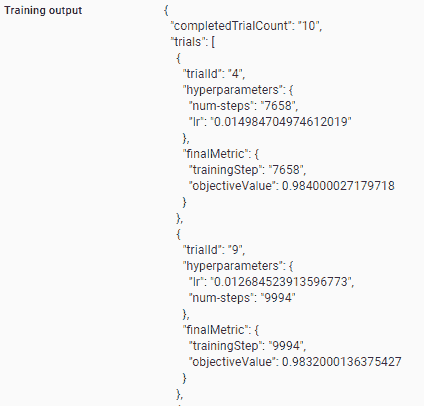 Training output {
"completedTrialCount": "10",
"trials": [
{
"trialId": "4",
"hyperparameters": {
"num-steps": "7658",
"lr": "0.014984704974612019"
},
"finalMetric": {
"trainingStep": "7658",
"objectiveValue": 0.984000027179718
}
},
{
"trialId": "9",
"hyperparameters": {
"lr": "0.012684523913596773",
"num-steps": "9994"
},
"finalMetric": {
"trainingStep": "9994",
"objectiveValue": 0.9832000136375427
}
},